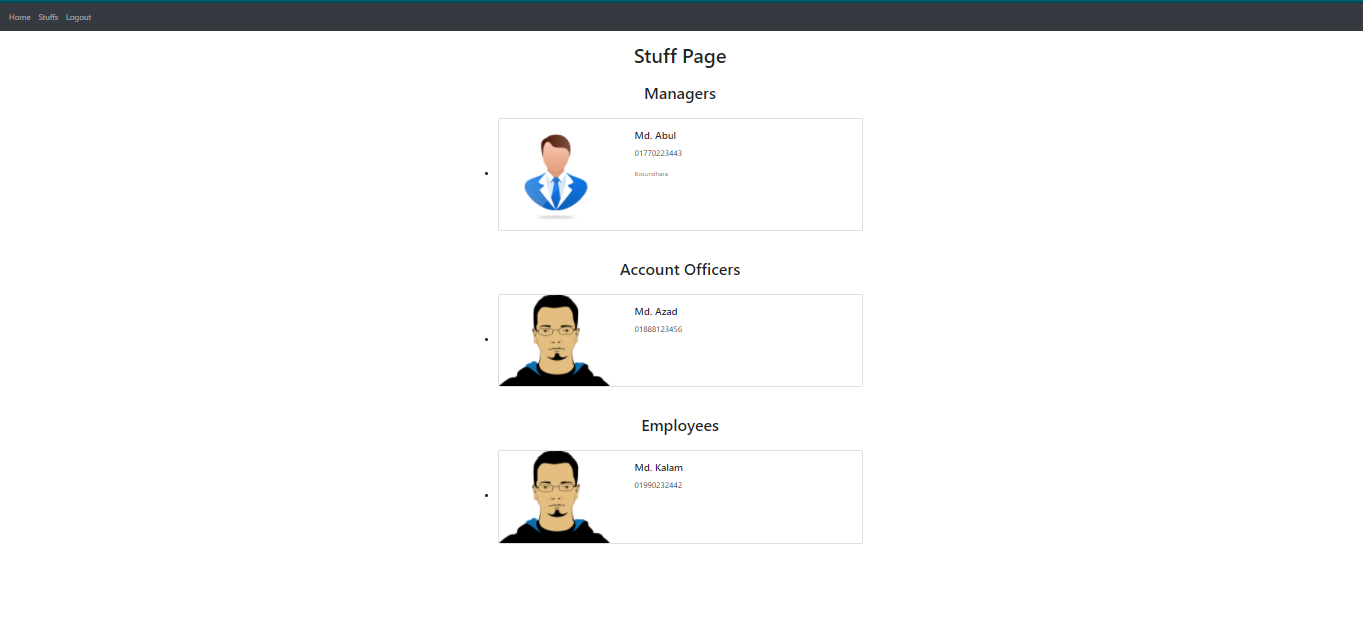 Home Stuffs Logout
Stuff Page
Managers
Md. Abul
01770223443
Bosundhara
Account Officers
Md. Azad
01888123456
Employees
Md. Kalam
01990232442